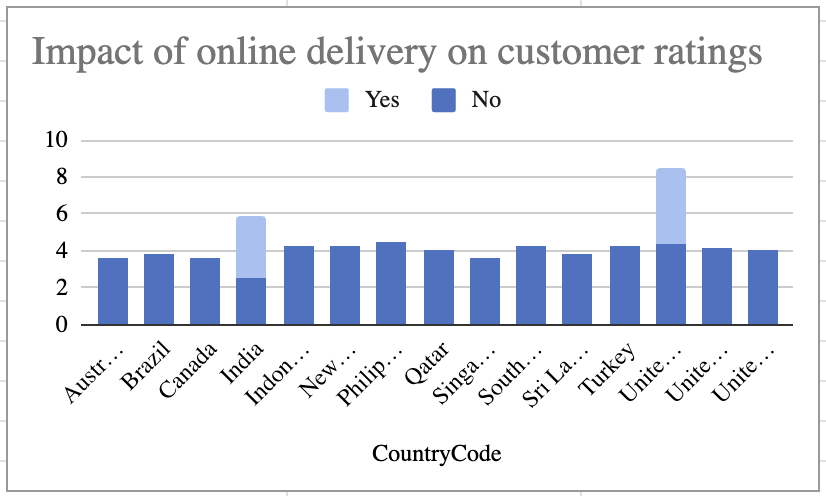 Impact of online delivery on customer ratings
Yes No
10
8
6
4
2
0
Austr…
Brazil
Canada
India
Indon…
New…
Philip…
Qatar
Singa…
South…
Sri La…
Turkey
Unite…
Unite…
Unite…
CountryCode